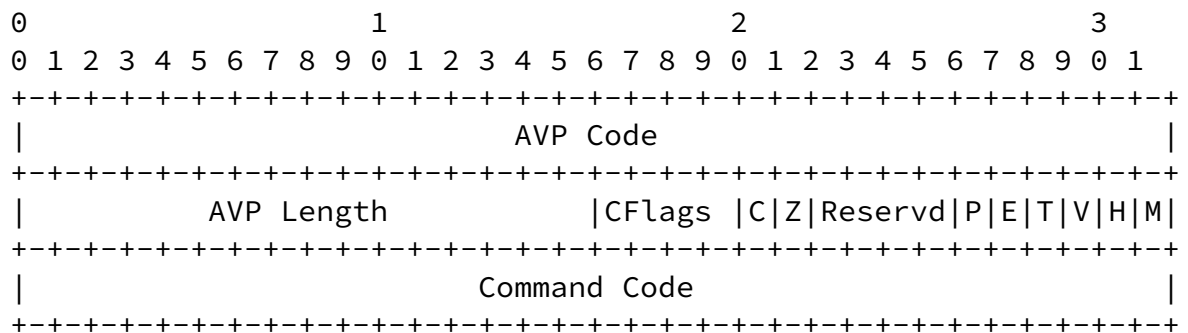 0                   1                   2                   3
0 1 2 3 4 5 6 7 8 9 0 1 2 3 4 5 6 7 8 9 0 1 2 3 4 5 6 7 8 9 0 1
+-+-+-+-+-+-+-+-+-+-+-+-+-+-+-+-+-+-+-+-+-+-+-+-+-+-+-+-+-+-+-+-+
|                           AVP Code                            |
+-+-+-+-+-+-+-+-+-+-+-+-+-+-+-+-+-+-+-+-+-+-+-+-+-+-+-+-+-+-+-+-+
|          AVP Length           |CFlags |C|Z|Reservd|P|E|T|V|H|M|
+-+-+-+-+-+-+-+-+-+-+-+-+-+-+-+-+-+-+-+-+-+-+-+-+-+-+-+-+-+-+-+-+
|                         Command Code                          |
+-+-+-+-+-+-+-+-+-+-+-+-+-+-+-+-+-+-+-+-+-+-+-+-+-+-+-+-+-+-+-+-+